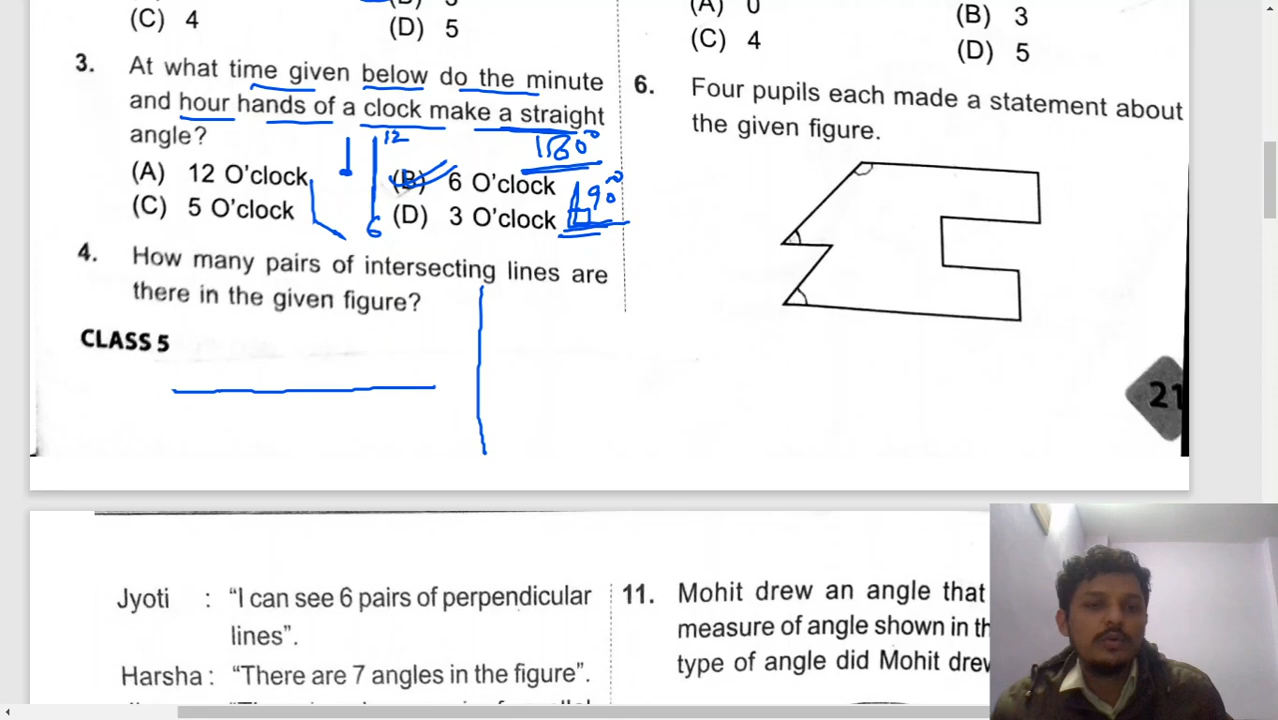 (C) 4
(D) 5
3. At what time given below do the minute
and hour hands of a clock make a straight
angle?
12
180°
(A) 12 O'clock
(B) 6 O'clock
90°
(C) 5 O'clock
6
(D) 3 O'clock
4. How many pairs of intersecting lines are
there in the given figure?
CLASS 5
(A) 0
(B) 3
(C) 4
(D) 5
6. Four pupils each made a statement about
the given figure.
21
Jyoti : "I can see 6 pairs of perpendicular
lines".
Harsha : "There are 7 angles in the figure".
11. Mohit drew an angle that
measure of angle shown in th
type of angle did Mohit drew